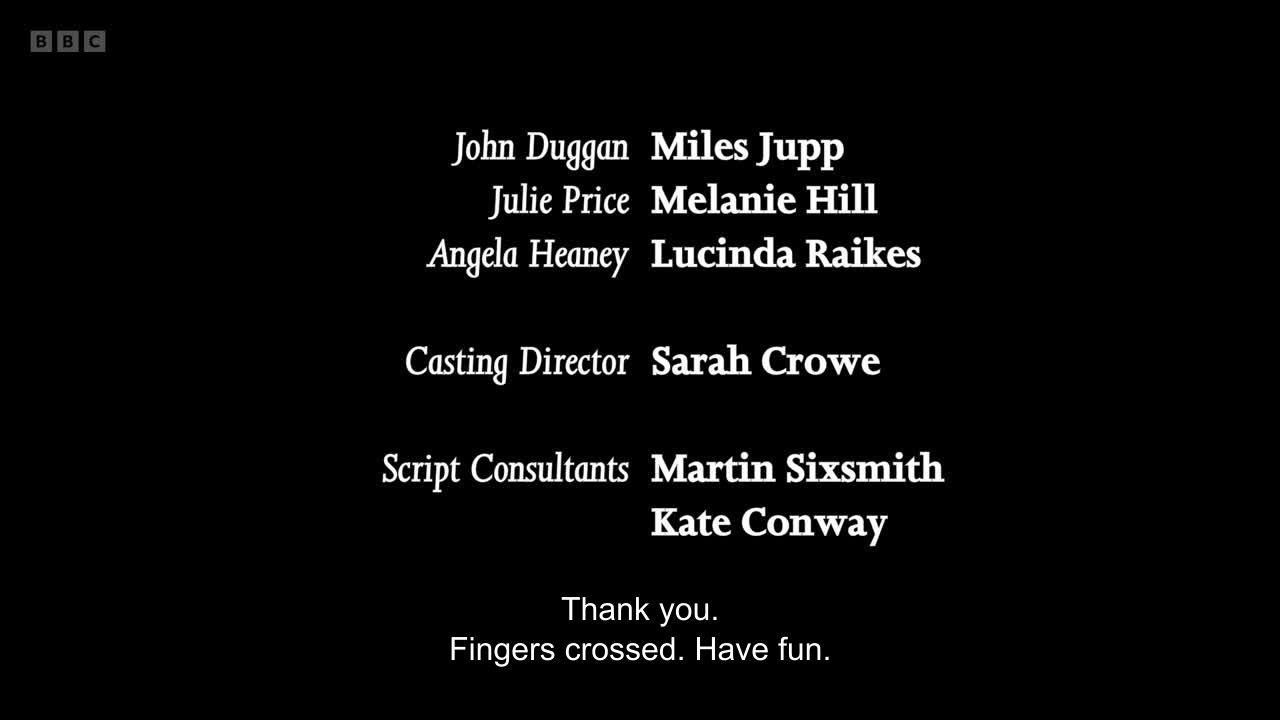 BBC
John Duggan Miles Jupp
Julie Price Melanie Hill
Angela Heaney Lucinda Raikes
Casting Director Sarah Crowe
Script Consultants Martin Sixsmith
Kate Conway
Thank you.
Fingers crossed. Have fun.